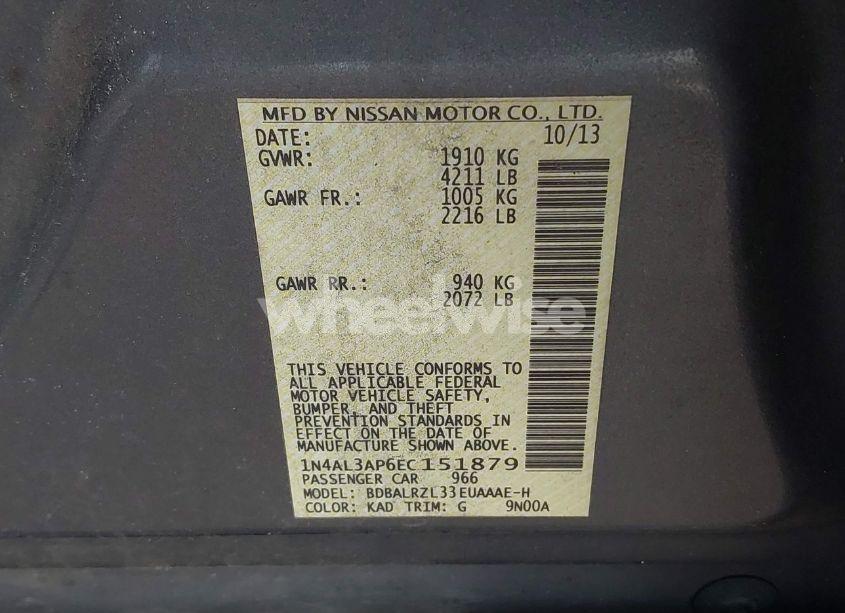 MFD BY NISSAN MOTOR CO., LTD.
DATE: 10/13
GVWR: 1910 KG
4211 LB
GAWR FR.: 1005 KG
2216 LB
GAWR RR.: 940 KG
2072 LB
wheelwise
THIS VEHICLE CONFORMS TO
ALL APPLICABLE FEDERAL
MOTOR VEHICLE SAFETY,
BUMPER, AND THEFT
PREVENTION STANDARDS IN
EFFECT ON THE DATE OF
MANUFACTURE SHOWN ABOVE.
1N4AL3AP6EC151879
PASSENGER CAR 966
MODEL: BDBALRZL33EUAAAE-H
COLOR: KAD TRIM: G 9N00A